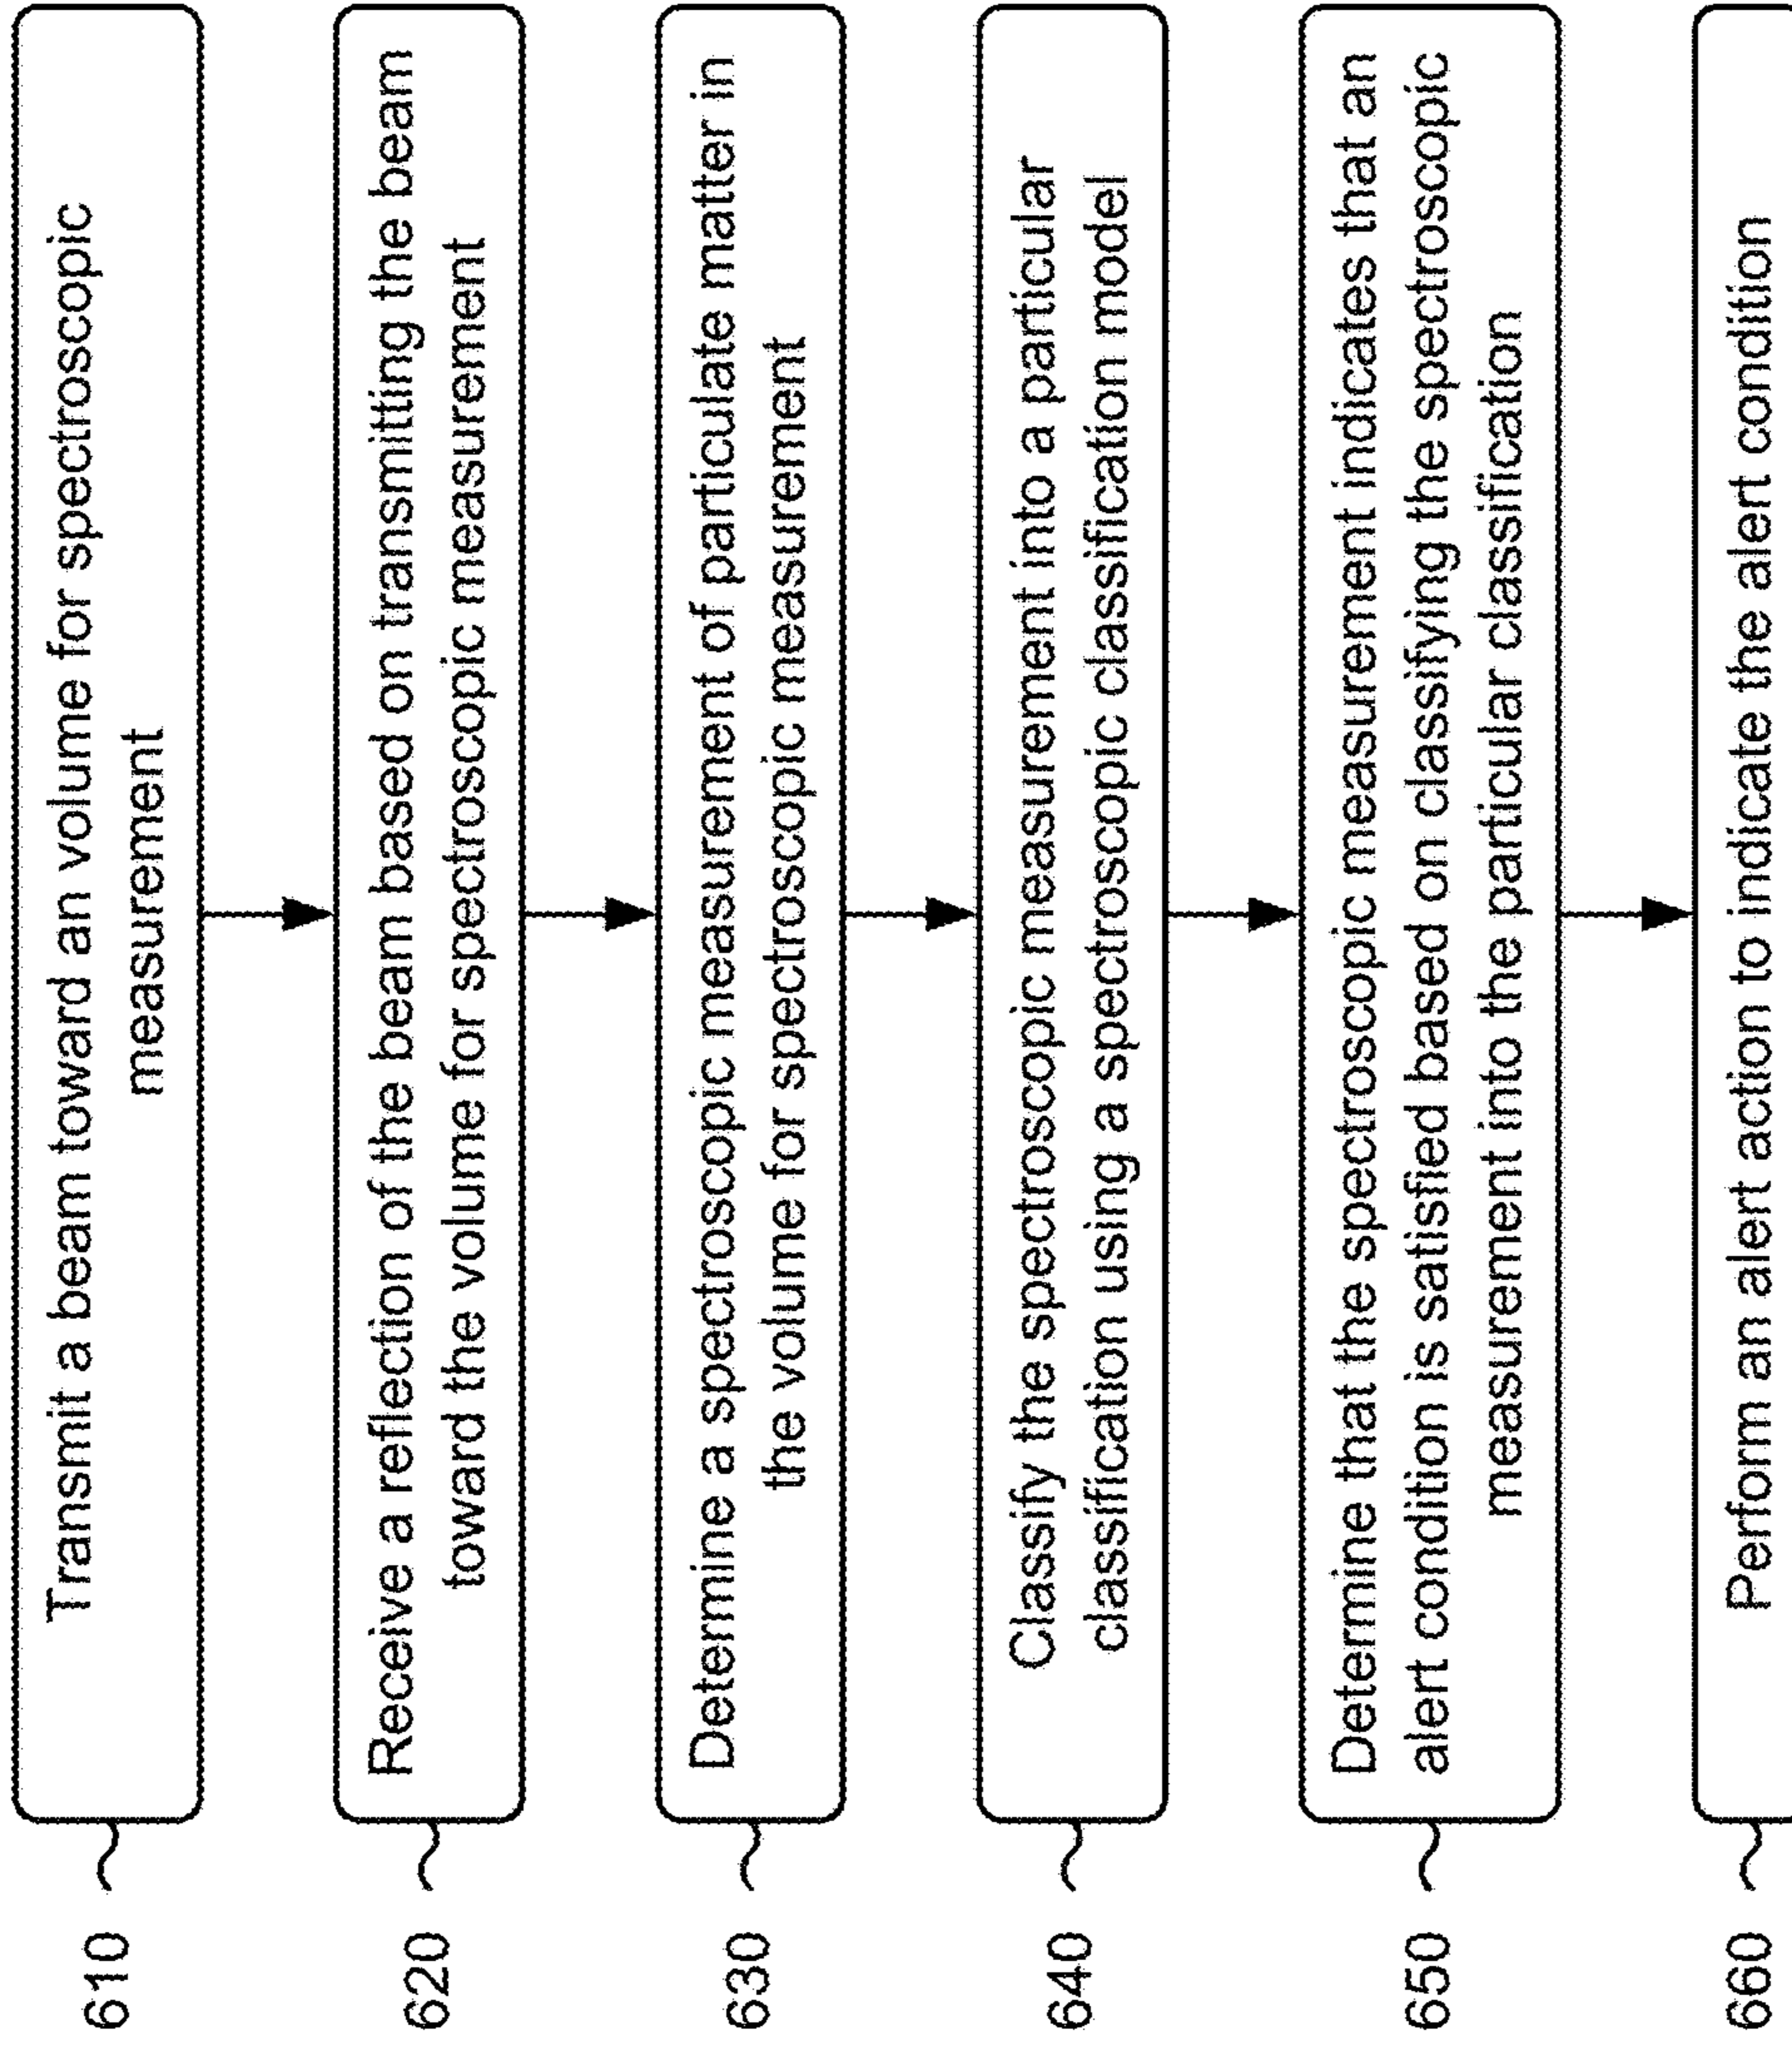 610
Transmit a beam toward an volume for spectroscopic
measurement
620
Receive a reflection of the beam based on transmitting the beam
toward the volume for spectroscopic measurement
630
Determine a spectroscopic measurement of particulate matter in
the volume for spectroscopic measurement
640
Classify the spectroscopic measurement into a particular
classification using a spectroscopic classification model
650
Determine that the spectroscopic measurement indicates that an
alert condition is satisfied based on classifying the spectroscopic
measurement into the particular classification
660
Perform an alert action to indicate the alert condition